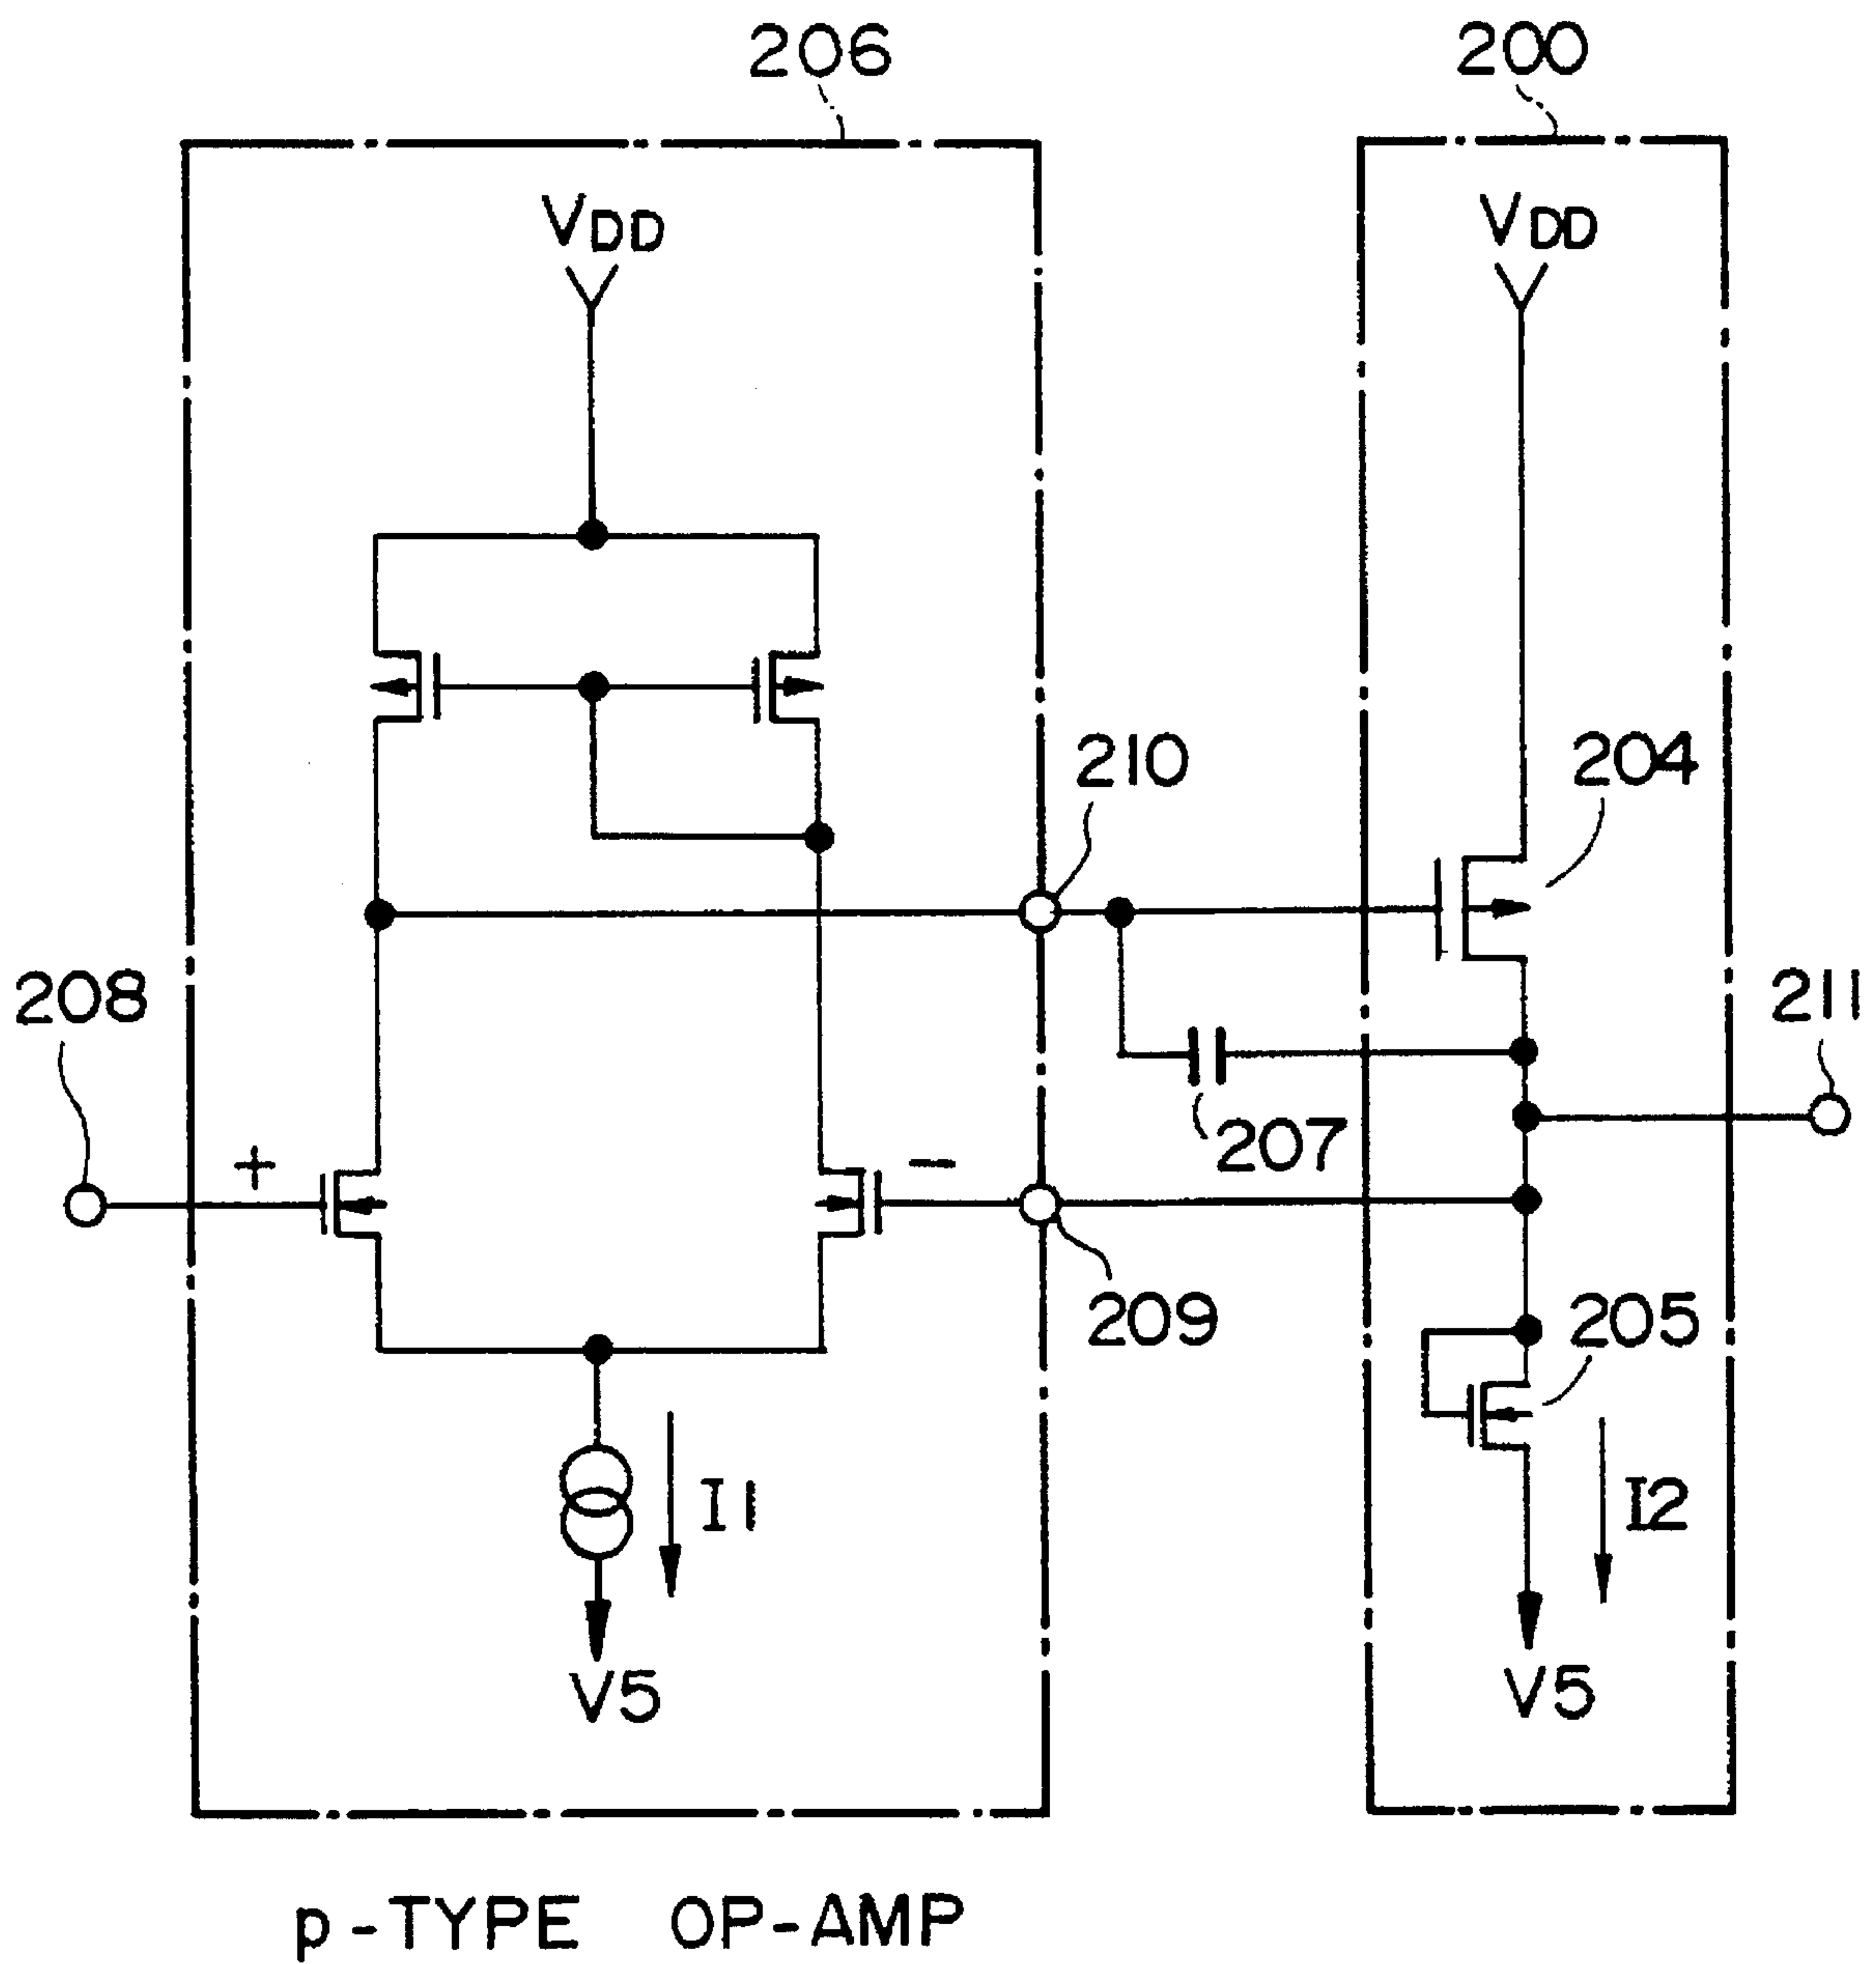 206
200
VDD
VDD
210
204
208
211
207
+
−
209
205
I1
I2
V5
V5
p-TYPE OP-AMP